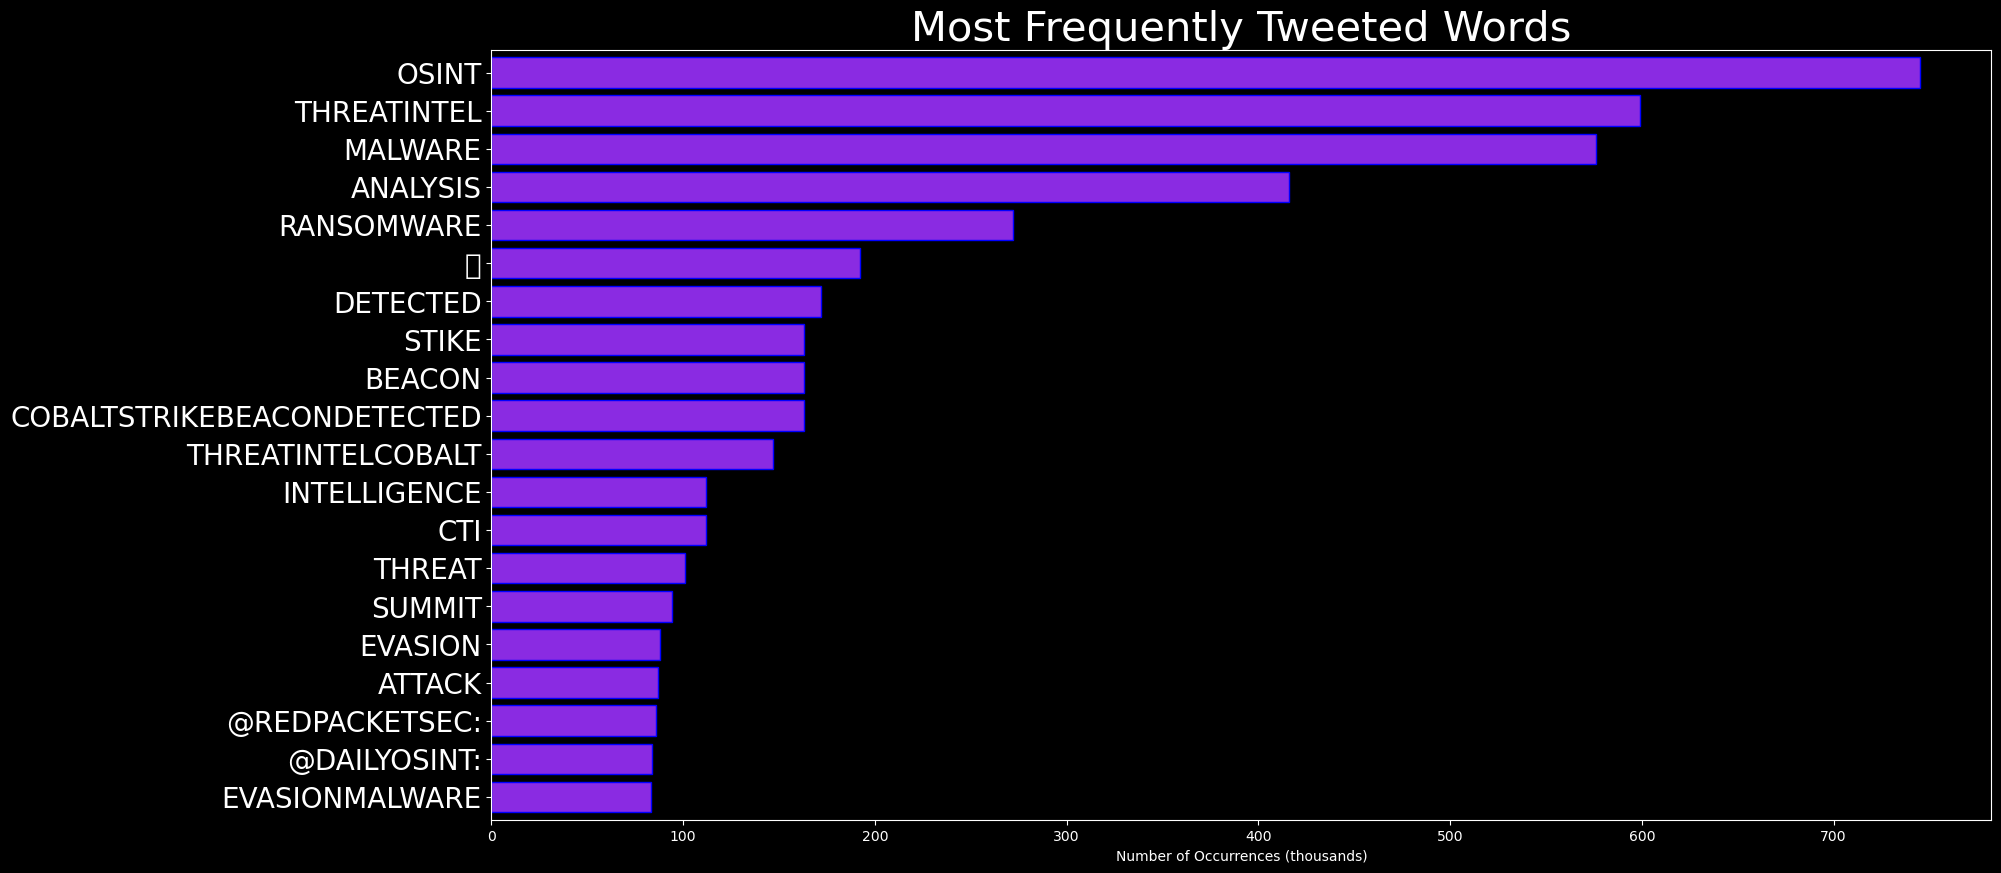 Most Frequently Tweeted Words
OSINT
THREATINTEL
MALWARE
ANALYSIS
RANSOMWARE
DETECTED
STIKE
BEACON
COBALTSTRIKEBEACONDETECTED
THREATINTELCOBALT
INTELLIGENCE
CTI
THREAT
SUMMIT
EVASION
ATTACK
@REDPACKETSEC:
@DAILYOSINT:
EVASIONMALWARE
0 100 200 300 400 500 600 700
Number of Occurrences (thousands)